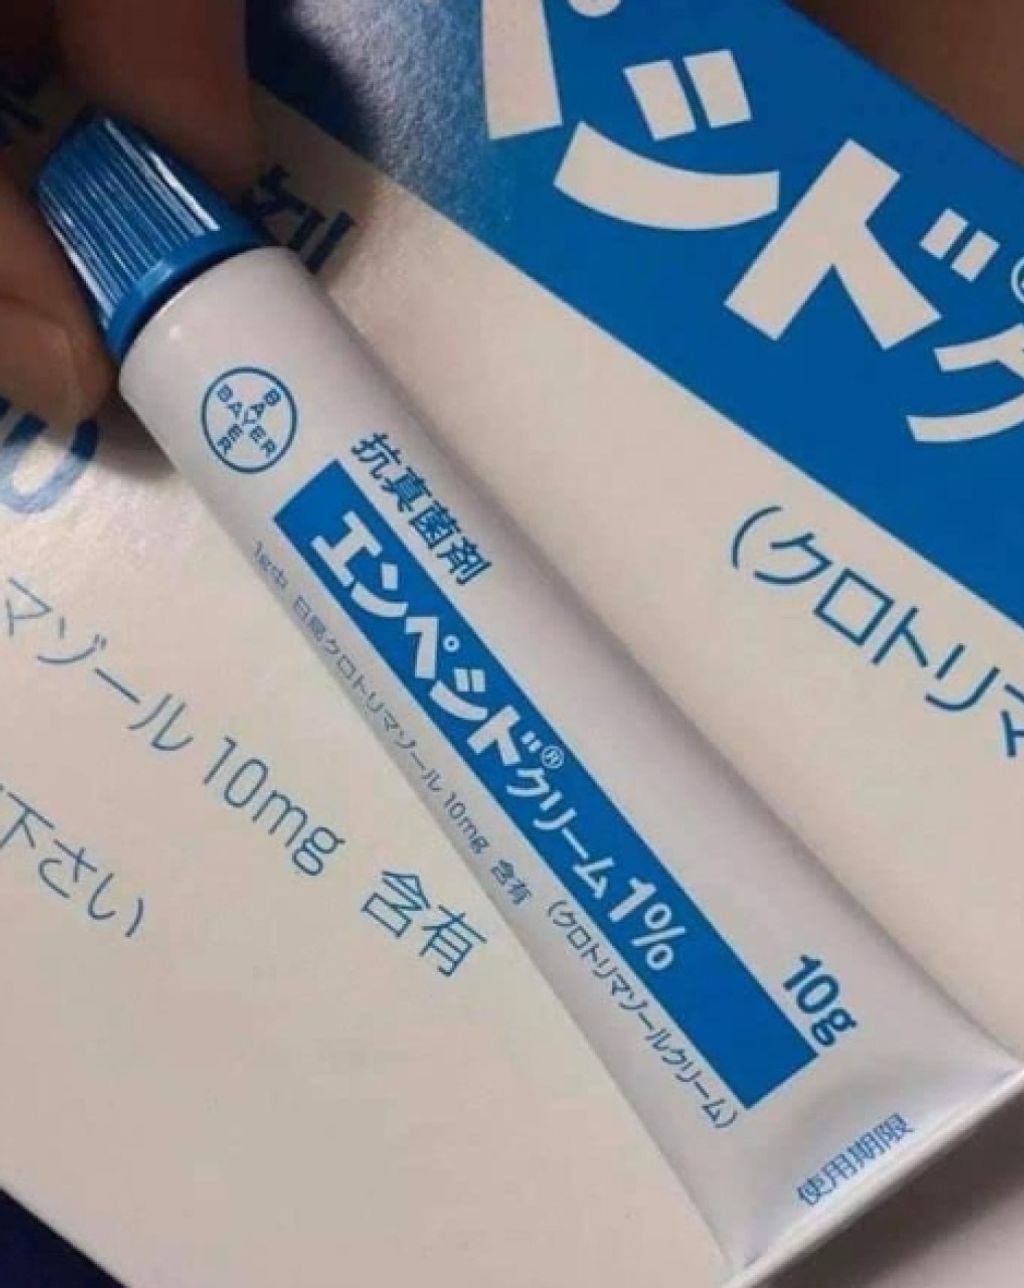 BAYER
BAYER
抗真菌剤
エンペシド®クリーム1%
1g中 日局クロトリマゾール 10mg 含有
(クロトリマゾールクリーム)
10g
使用期限
シド
(クロトリマ
マゾール 10mg 含有
下さい